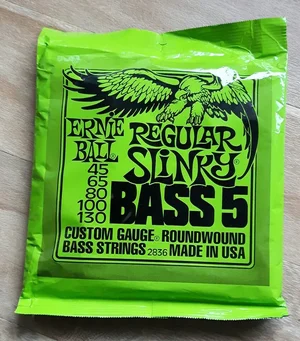 ERNIE BALL
REGULAR SLINKY®
45
65
80
100
130
BASS 5
CUSTOM GAUGE® ROUNDWOUND
BASS STRINGS 2836 MADE IN USA